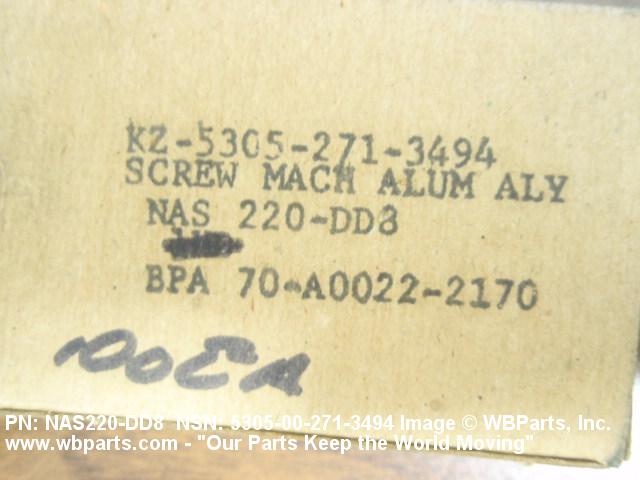 KZ-5305-271-3494
SCREW MACH ALUM ALY
NAS 220-DD8
BPA 70-A0022-2170
100EA
PN: NAS220-DD8 NSN: 5305-00-271-3494 Image © WBParts, Inc.
www.wbparts.com - "Our Parts Keep the World Moving"